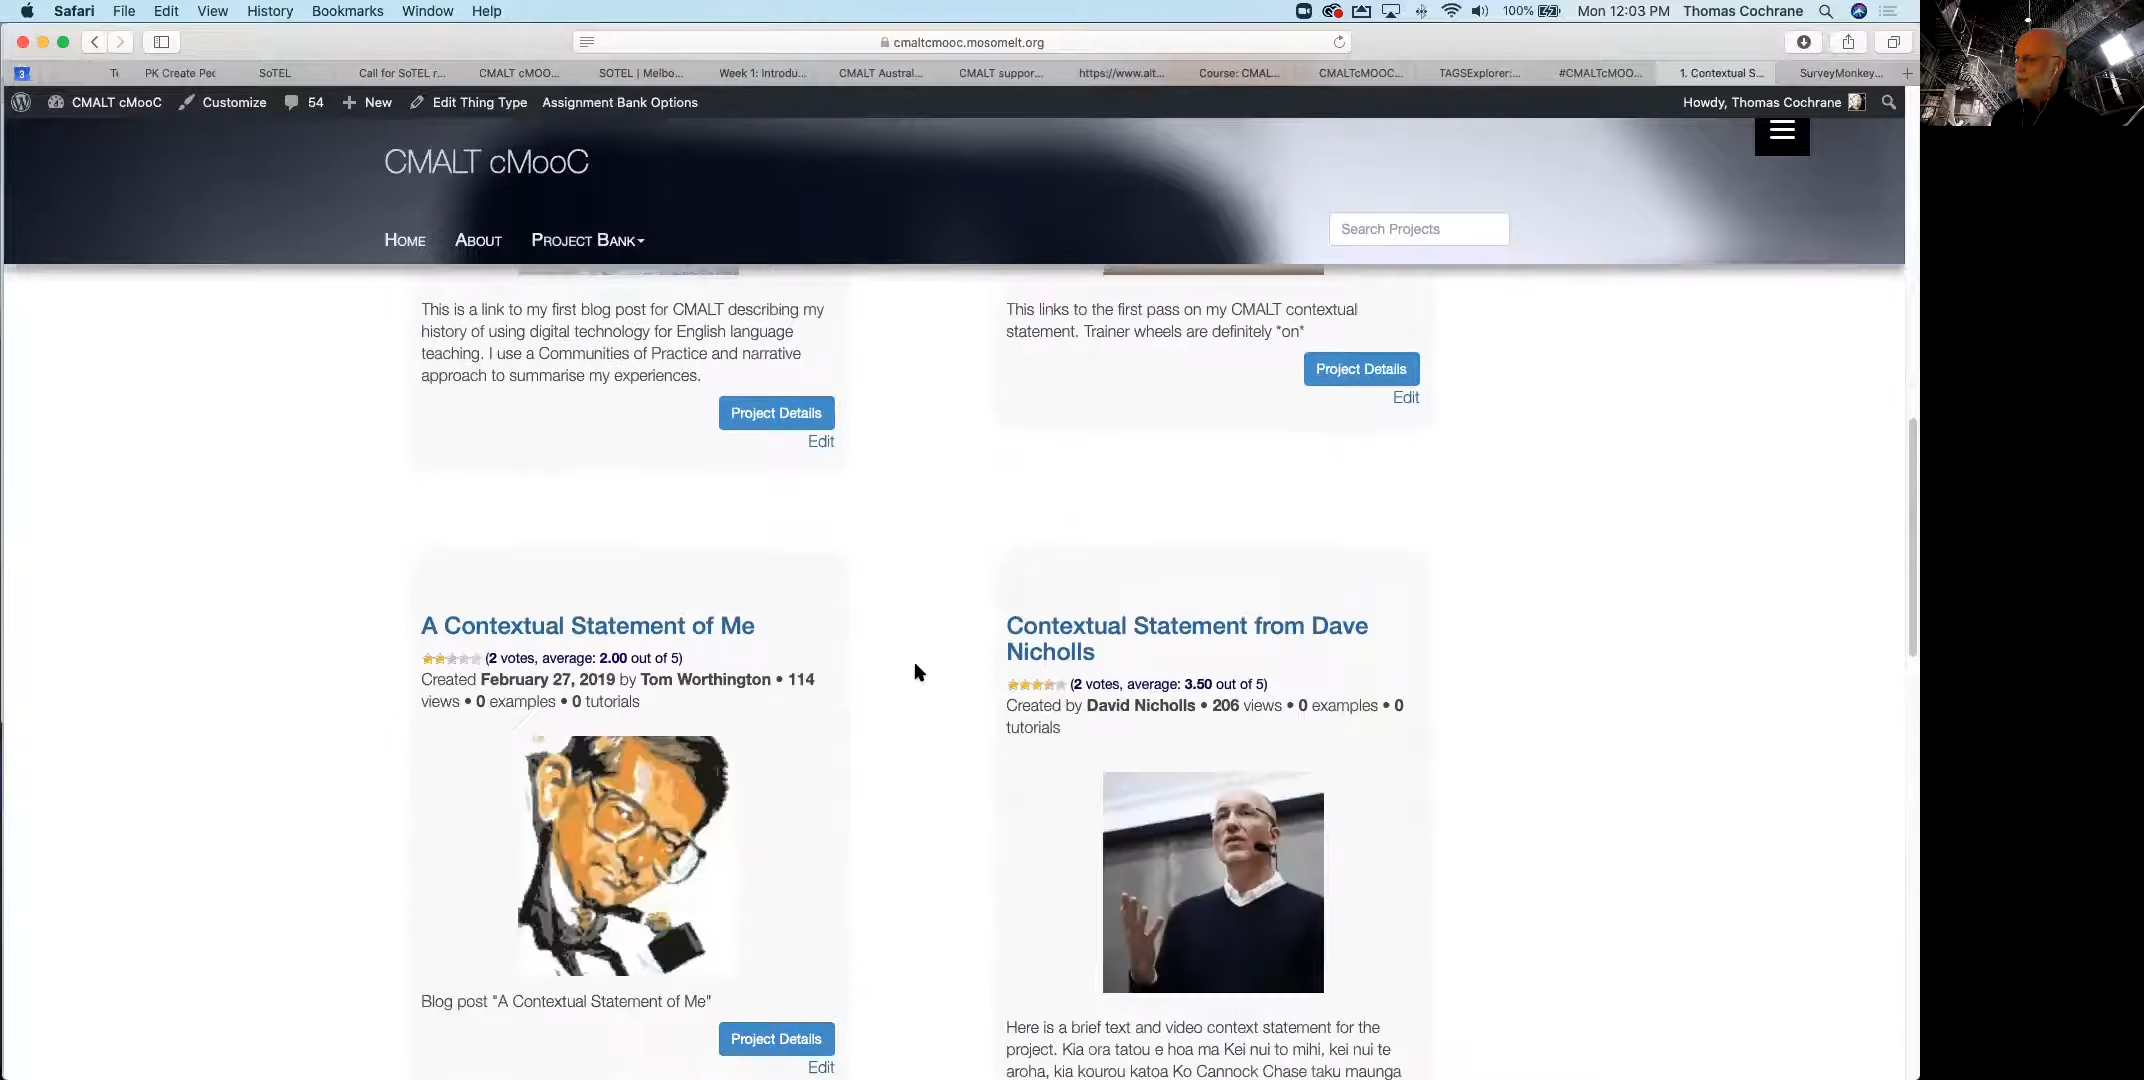 Safari File Edit View History Bookmarks Window Help 100% Mon 12:03 PM Thomas Cochrane
cmaltcmooc.mosomelt.org
3 PK Create Pec SoTEL Call for SoTEL r... CMALT cMOO... SOTEL | Melbo... Week 1: Introdu... CMALT Austral... CMALT suppor... https://www.alt... Course: CMAL... CMALTcMOOC... TAGSExplorer:... #CMALTcMOO... 1. Contextual S... SurveyMonkey...
CMALT cMooC Customize 54 New Edit Thing Type Assignment Bank Options Howdy, Thomas Cochrane
CMALT cMooC
Home About Project Bank
Search Projects
This is a link to my first blog post for CMALT describing my
history of using digital technology for English language
teaching. I use a Communities of Practice and narrative
approach to summarise my experiences.
Project Details
Edit
This links to the first pass on my CMALT contextual
statement. Trainer wheels are definitely *on*
Project Details
Edit
A Contextual Statement of Me
(2 votes, average: 2.00 out of 5)
Created February 27, 2019 by Tom Worthington • 114
views • 0 examples • 0 tutorials
Blog post "A Contextual Statement of Me"
Project Details
Edit
Contextual Statement from Dave
Nicholls
(2 votes, average: 3.50 out of 5)
Created by David Nicholls • 206 views • 0 examples • 0
tutorials
Here is a brief text and video context statement for the
project. Kia ora tatou e hoa ma Kei nui to mihi, kei nui te
aroha, kia kourou katoa Ko Cannock Chase taku maunga